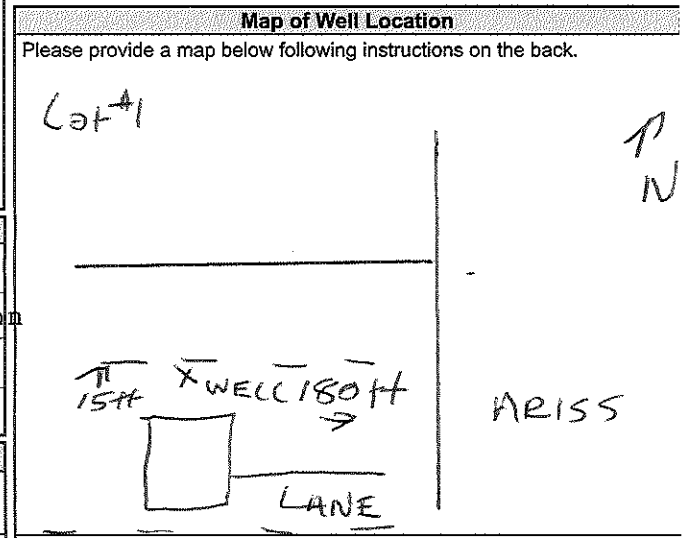 Map of Well Location
Please provide a map below following instructions on the back.
Lot #1
N
15ft X WELL 180ft
ARISS
LANE